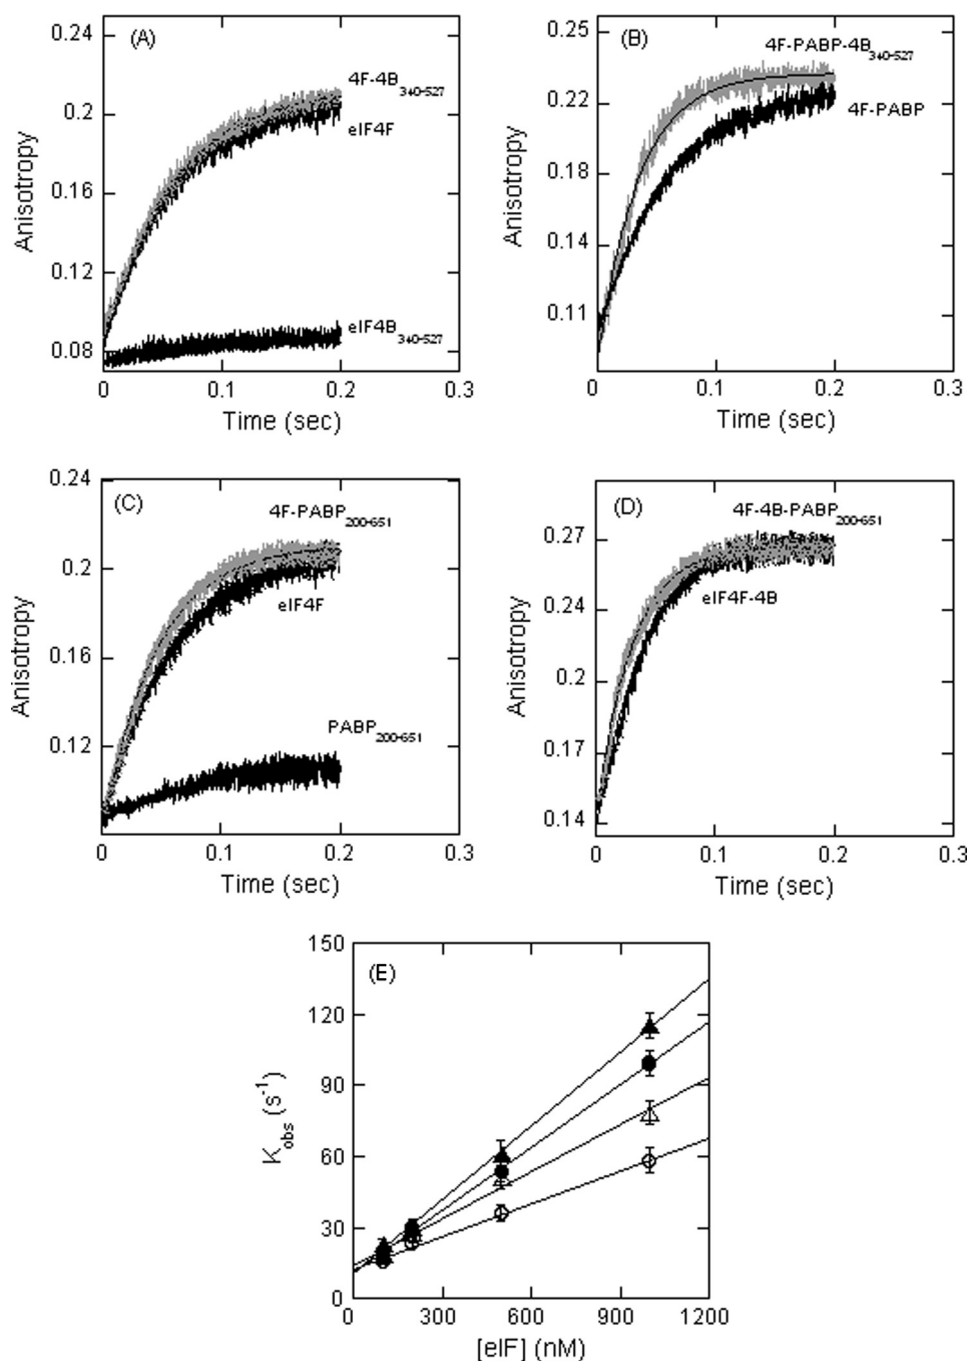 (A)
0.24
0.2
0.16
0.12
0.08
Anisotropy
4F-4B340-527
eIF4F
eIF4B340-527
0 0.1 0.2 0.3
Time (sec)
(B)
0.25
0.22
0.18
0.14
0.11
Anisotropy
4F-PABP-4B340-527
4F-PABP
0 0.1 0.2 0.3
Time (sec)
(C)
0.24
0.2
0.16
0.12
Anisotropy
4F-PABP200-651
eIF4F
PABP200-651
0 0.1 0.2 0.3
Time (sec)
(D)
0.27
0.24
0.2
0.17
0.14
Anisotropy
4F-4B-PABP200-651
eIF4F-4B
0 0.1 0.2 0.3
Time (sec)
(E)
150
120
90
60
30
0
Kobs (s-1)
0 300 600 900 1200
[eIF] (nM)